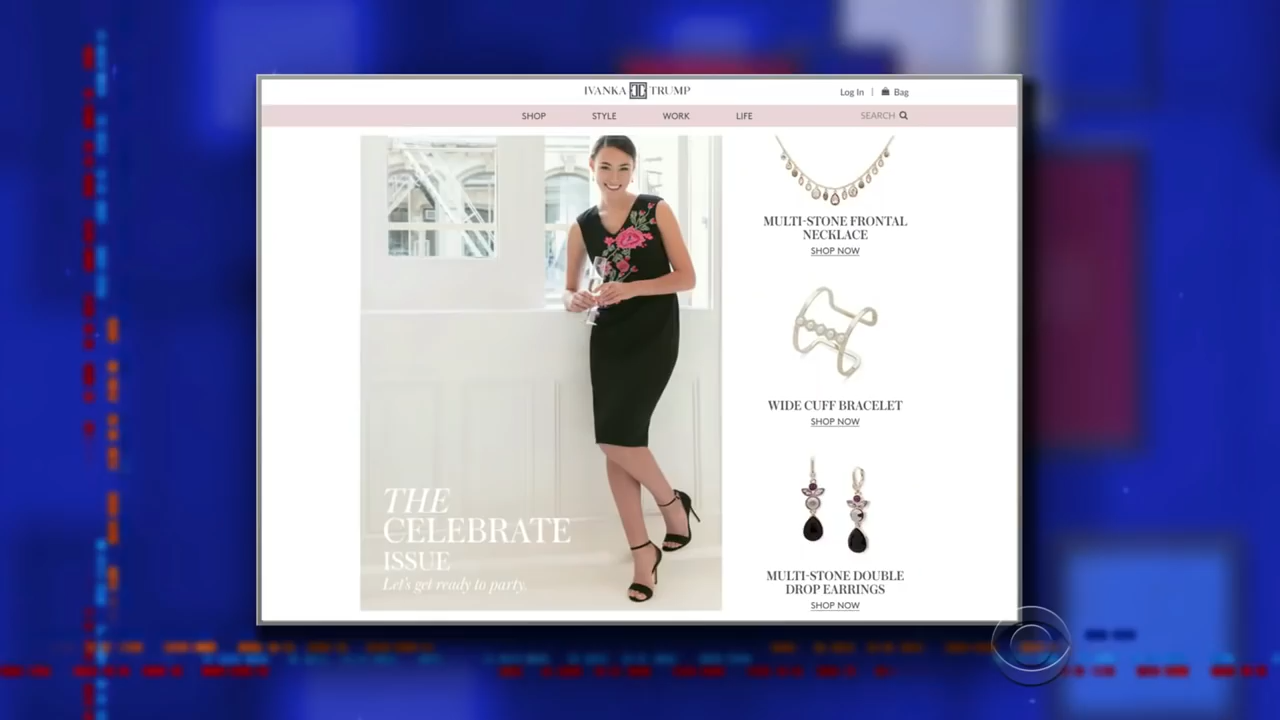 IVANKA TRUMP
Log In | Bag
SHOP STYLE WORK LIFE SEARCH
THE
CELEBRATE
ISSUE
Let's get ready to party.
MULTI-STONE FRONTAL
NECKLACE
SHOP NOW
WIDE CUFF BRACELET
SHOP NOW
MULTI-STONE DOUBLE
DROP EARRINGS
SHOP NOW